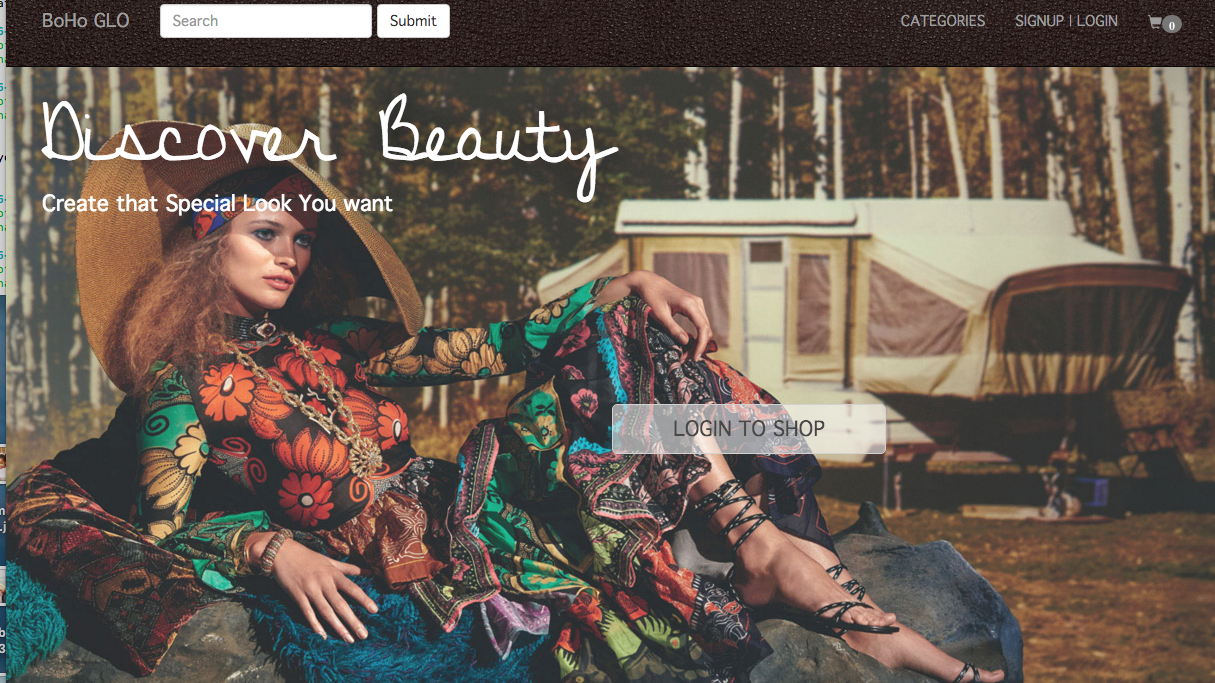 BoHo GLO Search Submit CATEGORIES SIGNUP | LOGIN 0
Discover Beauty
Create that Special Look You want
LOGIN TO SHOP